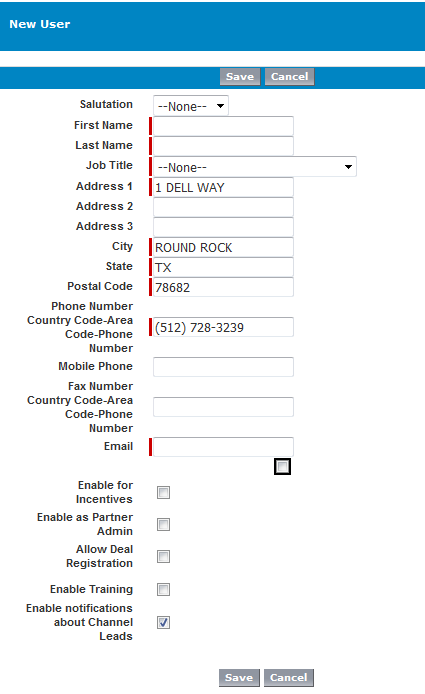 New User
Save Cancel
Salutation --None--
First Name
Last Name
Job Title --None--
Address 1 1 DELL WAY
Address 2
Address 3
City ROUND ROCK
State TX
Postal Code 78682
Phone Number
Country Code-Area
Code-Phone
Number
(512) 728-3239
Mobile Phone
Fax Number
Country Code-Area
Code-Phone
Number
Email
Enable for
Incentives
Enable as Partner
Admin
Allow Deal
Registration
Enable Training
Enable notifications
about Channel
Leads
Save Cancel